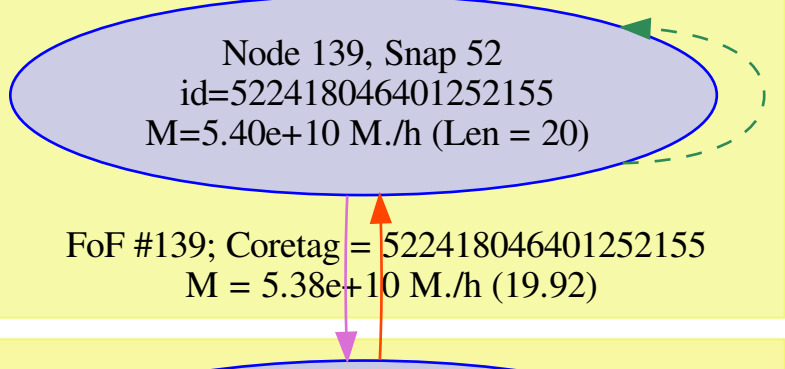 Node 139, Snap 52
id=522418046401252155
M=5.40e+10 M./h (Len = 20)
FoF #139; Coretag = 522418046401252155
M = 5.38e+10 M./h (19.92)